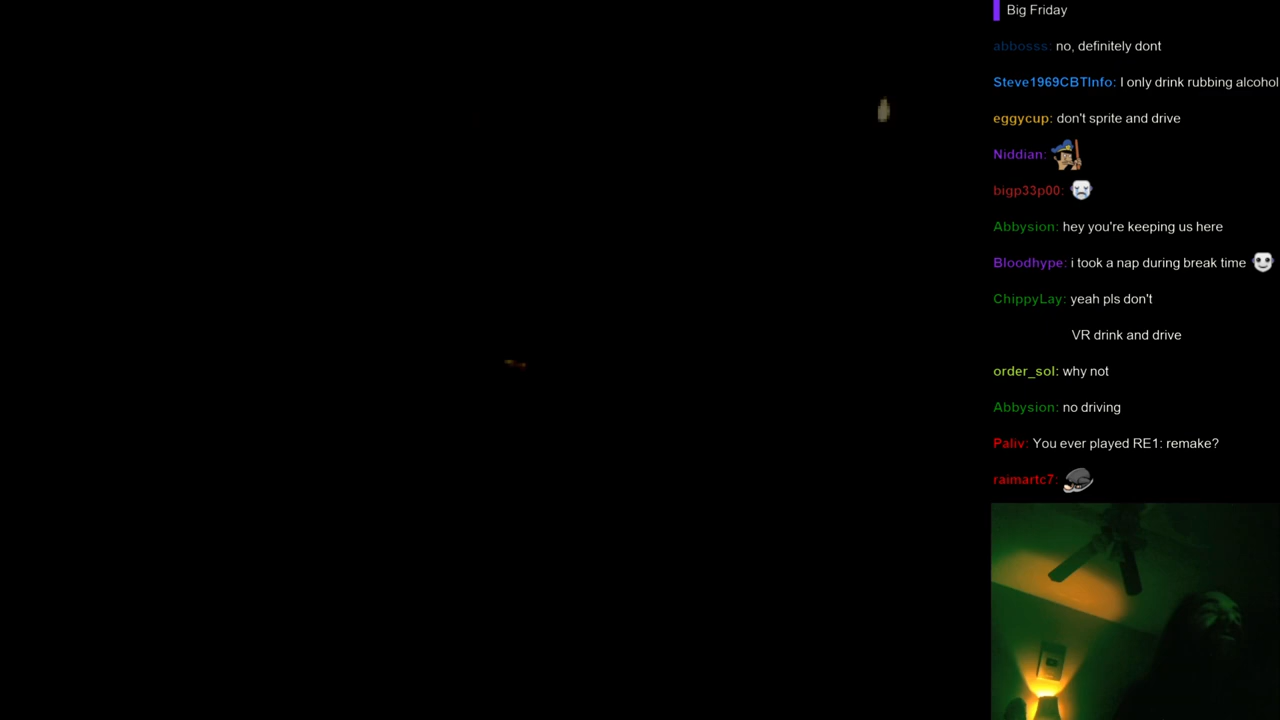 Big Friday
abbosss: no, definitely dont
Steve1969CBTInfo: I only drink rubbing alcohol
eggycup: don't sprite and drive
Niddian:
bigp33p00:
Abbysion: hey you're keeping us here
Bloodhype: i took a nap during break time
ChippyLay: yeah pls don't
VR drink and drive
order_sol: why not
Abbysion: no driving
Paliv: You ever played RE1: remake?
raimartc7: